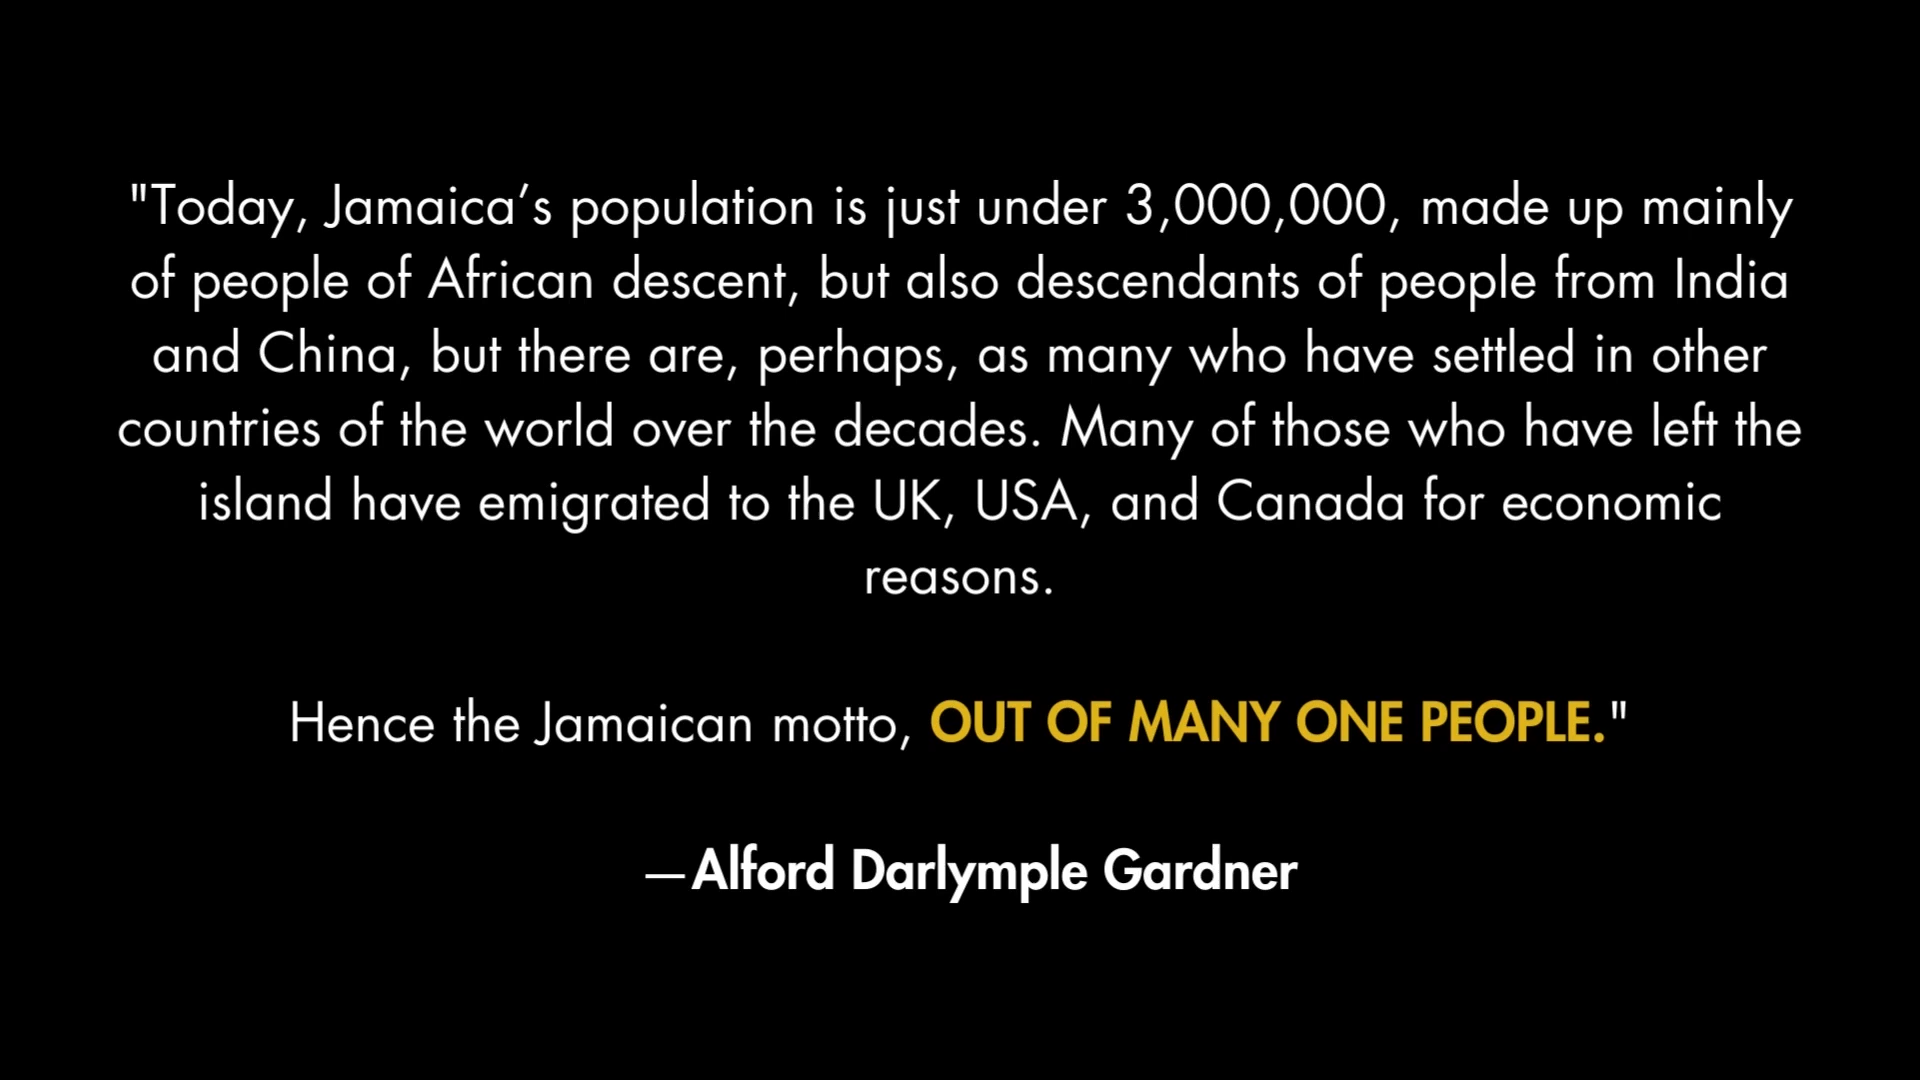 "Today, Jamaica’s population is just under 3,000,000, made up mainly
of people of African descent, but also descendants of people from India
and China, but there are, perhaps, as many who have settled in other
countries of the world over the decades. Many of those who have left the
island have emigrated to the UK, USA, and Canada for economic
reasons.
Hence the Jamaican motto, OUT OF MANY ONE PEOPLE."
—Alford Darlymple Gardner